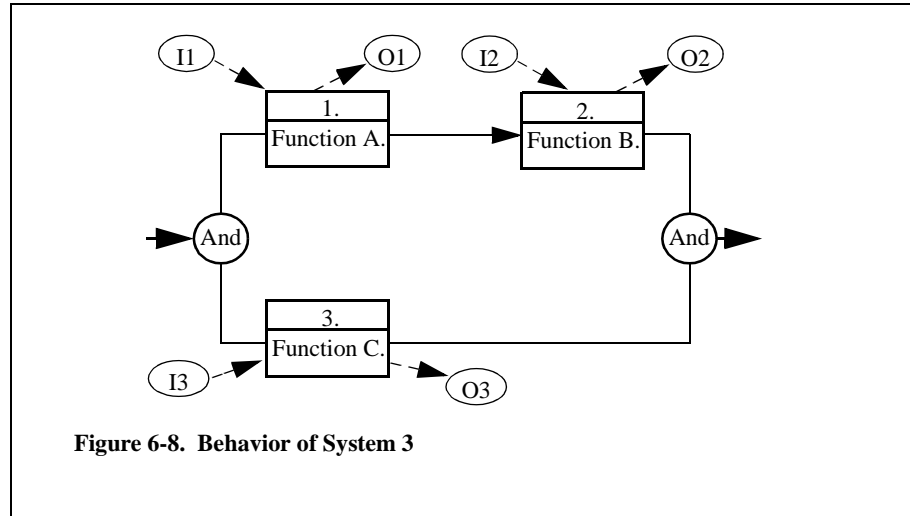 I1
O1
I2
O2
1.
Function A.
2.
Function B.
And
And
3.
Function C.
I3
O3
Figure 6-8. Behavior of System 3